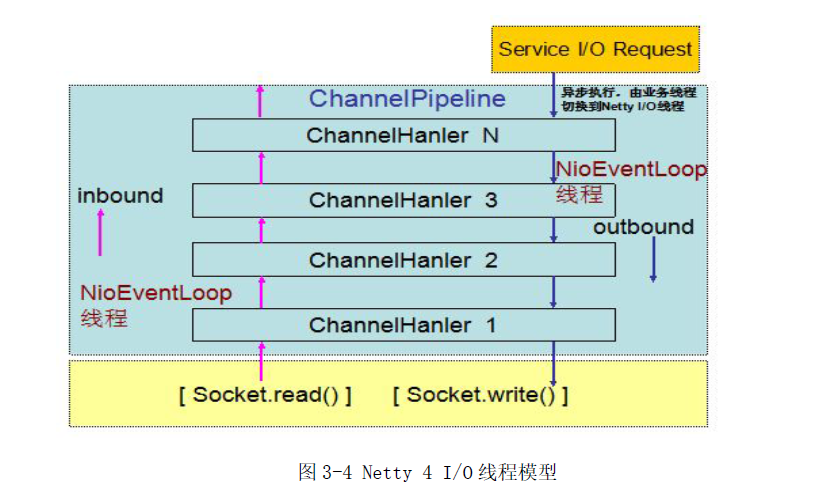 Service I/O Request
异步执行，由业务线程
切换到Netty I/O线程
ChannelPipeline
ChannelHanler N
NioEventLoop
线程
inbound
ChannelHanler 3
outbound
ChannelHanler 2
NioEventLoop
线程
ChannelHanler 1
[ Socket.read() ] [ Socket.write() ]
图 3-4 Netty 4 I/O 线程模型